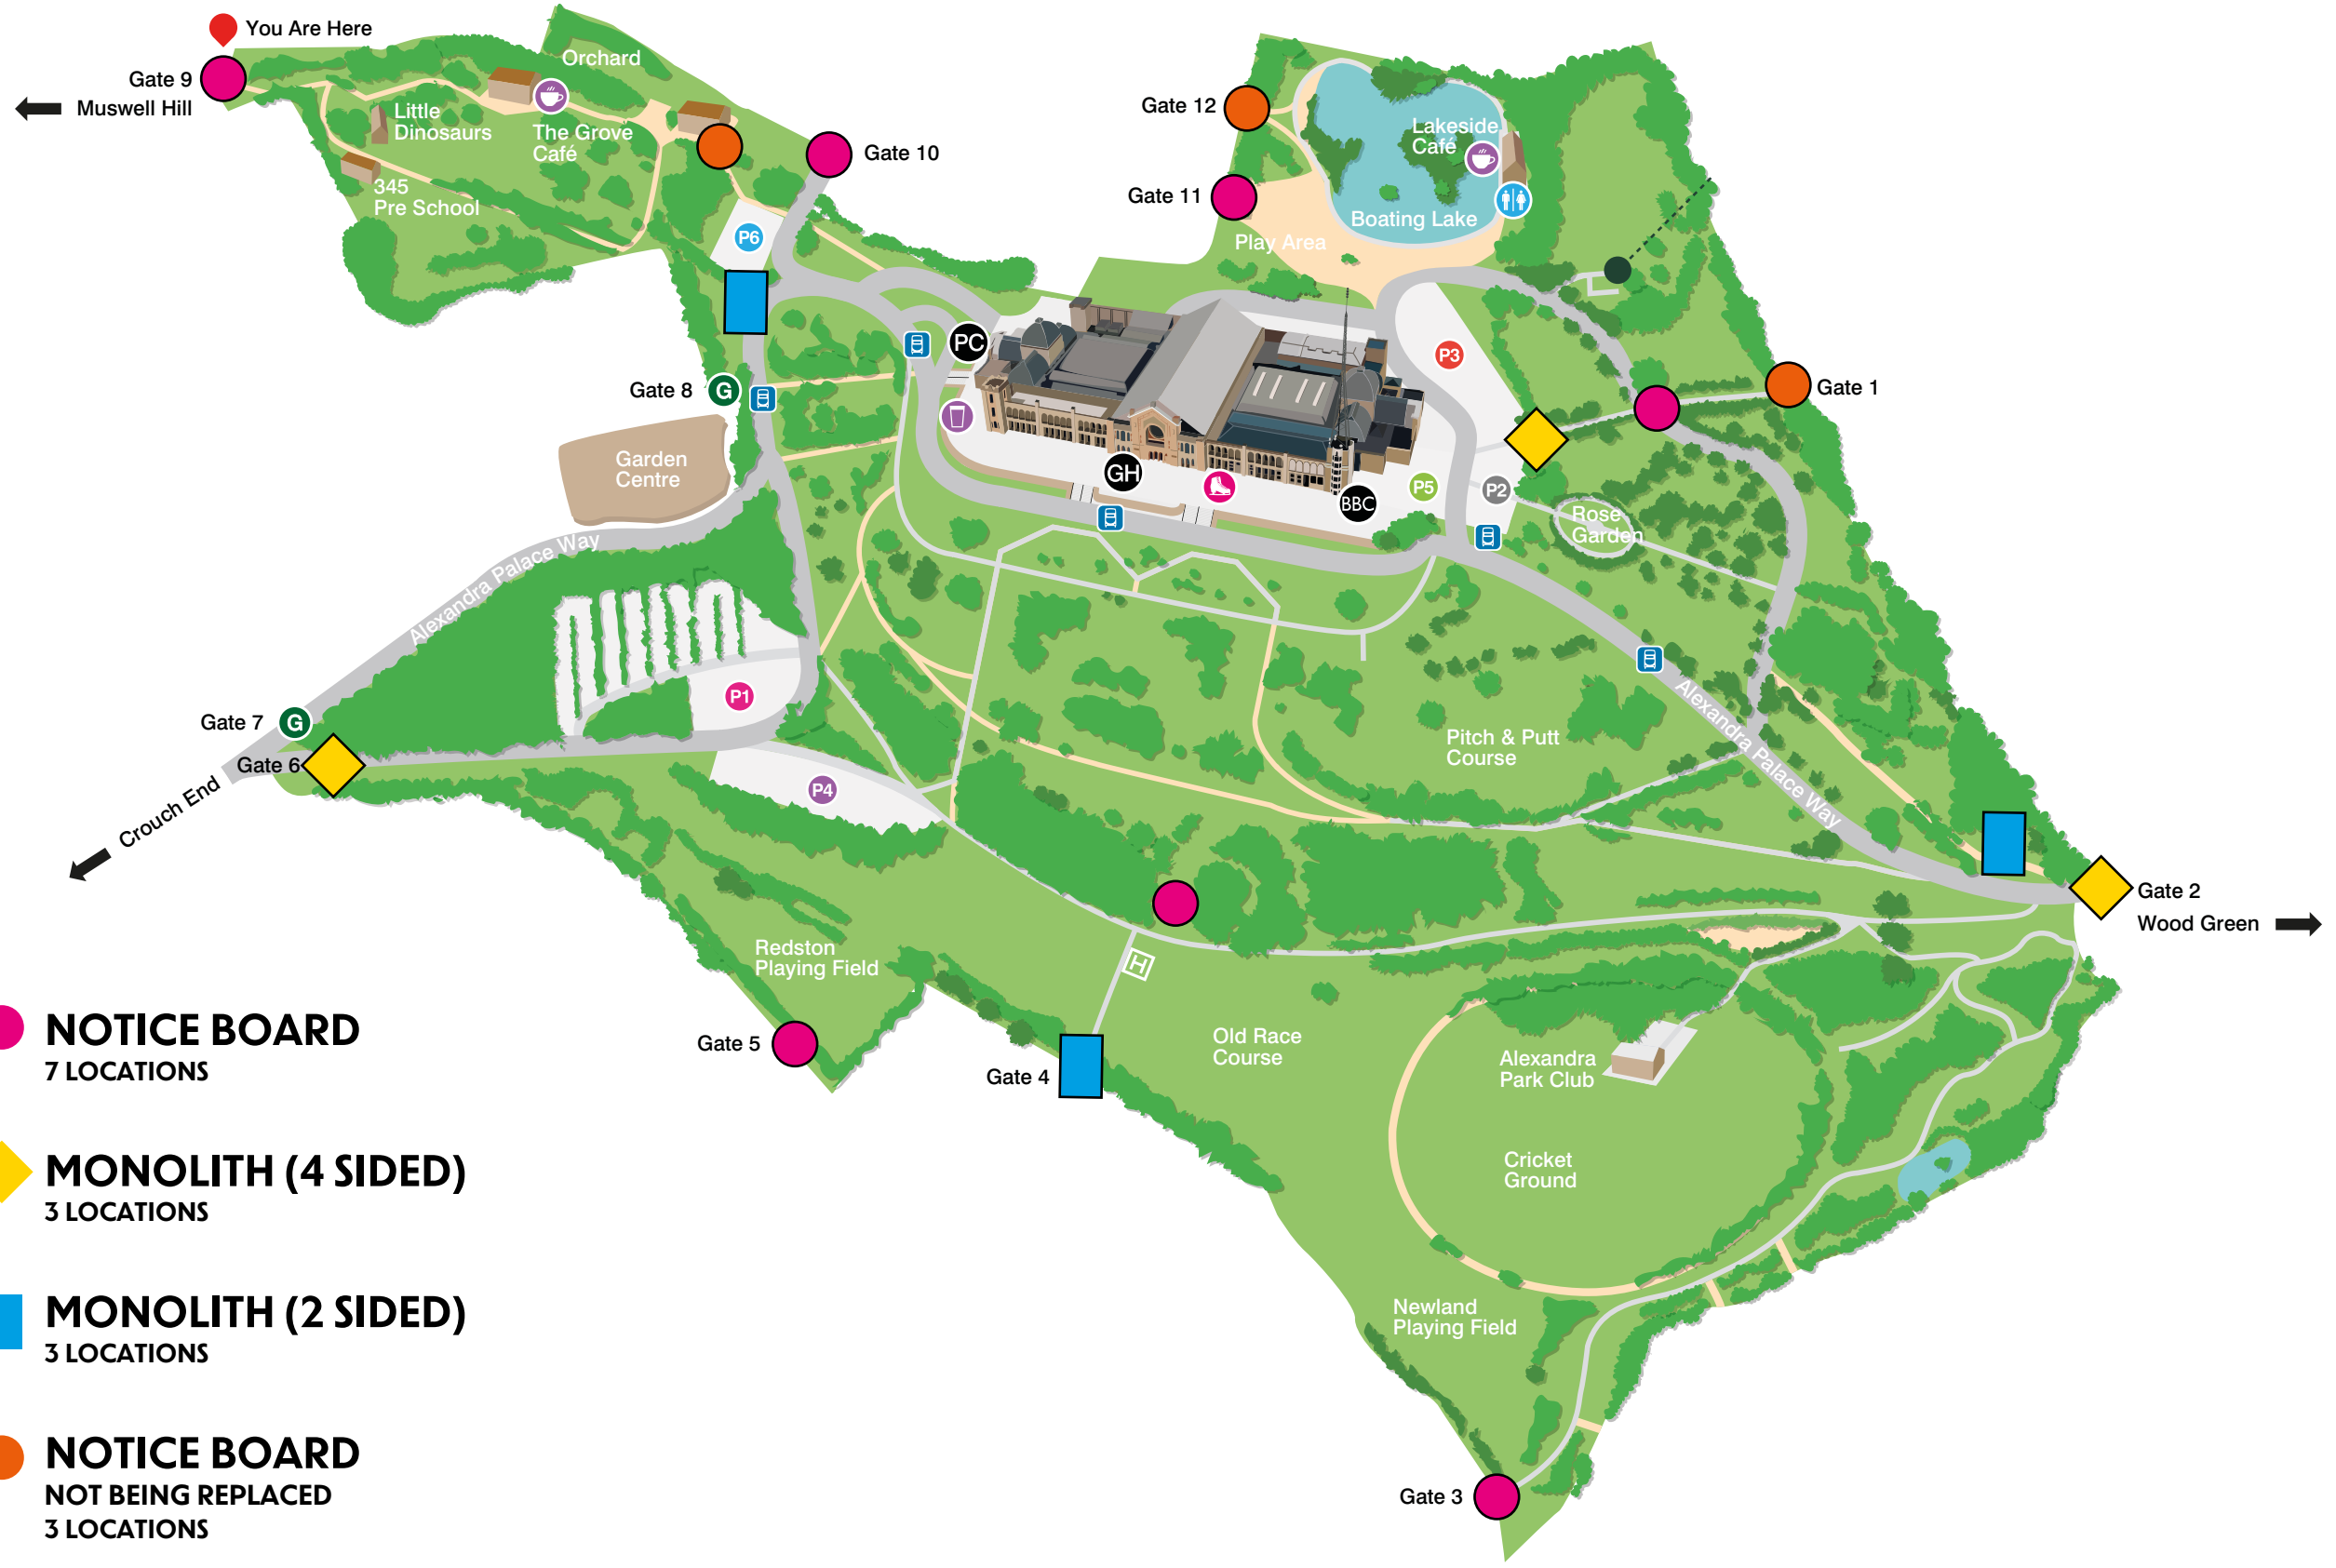 You Are Here
Gate 9
Muswell Hill
Orchard
Little
Dinosaurs
The Grove
Café
345
Pre School
Gate 10
Gate 12
Gate 11
Lakeside
Café
Boating Lake
Play Area
P6
PC
P3
Gate 8
G
Gate 1
Garden
Centre
GH
BBC
P5
P2
Rose
Garden
Alexandra Palace Way
P1
Gate 7
G
Gate 6
Crouch End
P4
Pitch & Putt
Course
Alexandra Palace Way
Gate 2
Wood Green
Redston
Playing Field
H
Gate 5
Gate 4
Old Race
Course
Alexandra
Park Club
Cricket
Ground
Newland
Playing Field
Gate 3
NOTICE BOARD
7 LOCATIONS
MONOLITH (4 SIDED)
3 LOCATIONS
MONOLITH (2 SIDED)
3 LOCATIONS
NOTICE BOARD
NOT BEING REPLACED
3 LOCATIONS